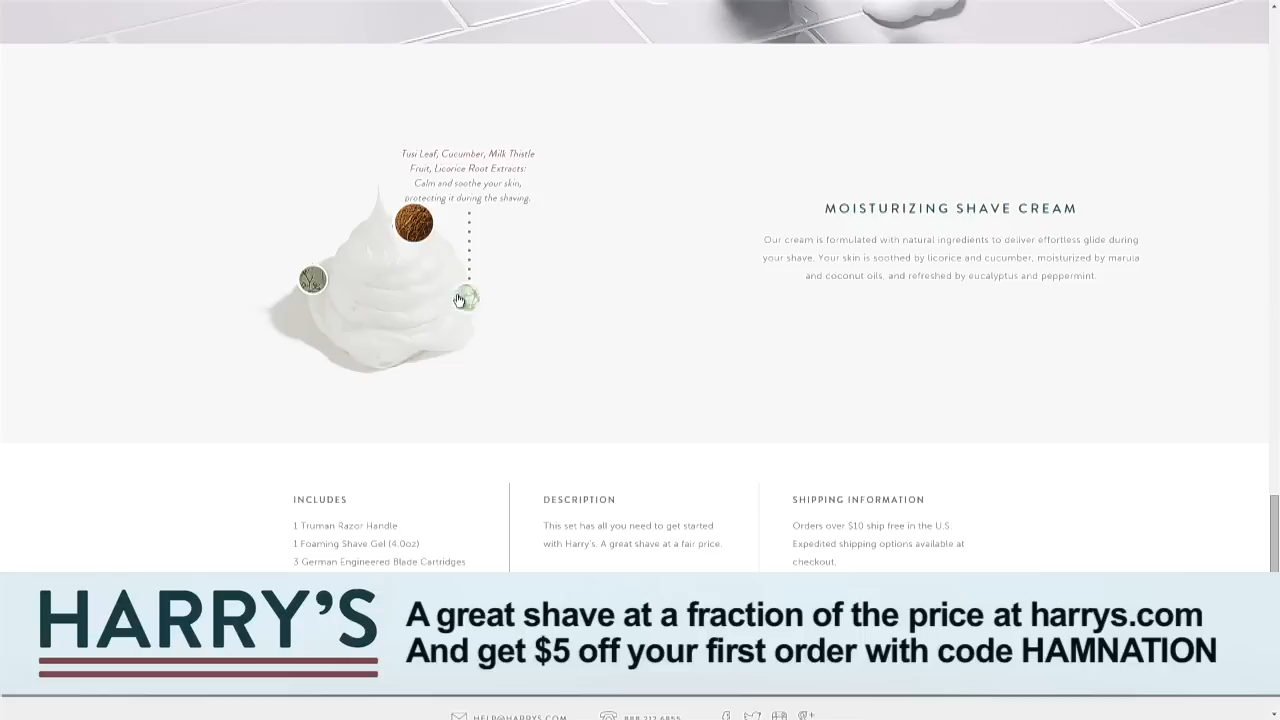 Tusi Leaf, Cucumber, Milk Thistle
Fruit, Licorice Root Extracts:
Calm and soothe your skin,
protecting it during the shaving.
MOISTURIZING SHAVE CREAM
Our cream is formulated with natural ingredients to deliver effortless glide during
your shave. Your skin is soothed by licorice and cucumber, moisturized by marula
and coconut oils, and refreshed by eucalyptus and peppermint.
INCLUDES
1 Truman Razor Handle
1 Foaming Shave Gel (4.0oz)
3 German Engineered Blade Cartridges
DESCRIPTION
This set has all you need to get started
with Harry's. A great shave at a fair price.
SHIPPING INFORMATION
Orders over $10 ship free in the U.S.
Expedited shipping options available at
checkout.
HARRY'S
A great shave at a fraction of the price at harrys.com
And get $5 off your first order with code HAMNATION
HELP@HARRYS.COM
888.212.6855